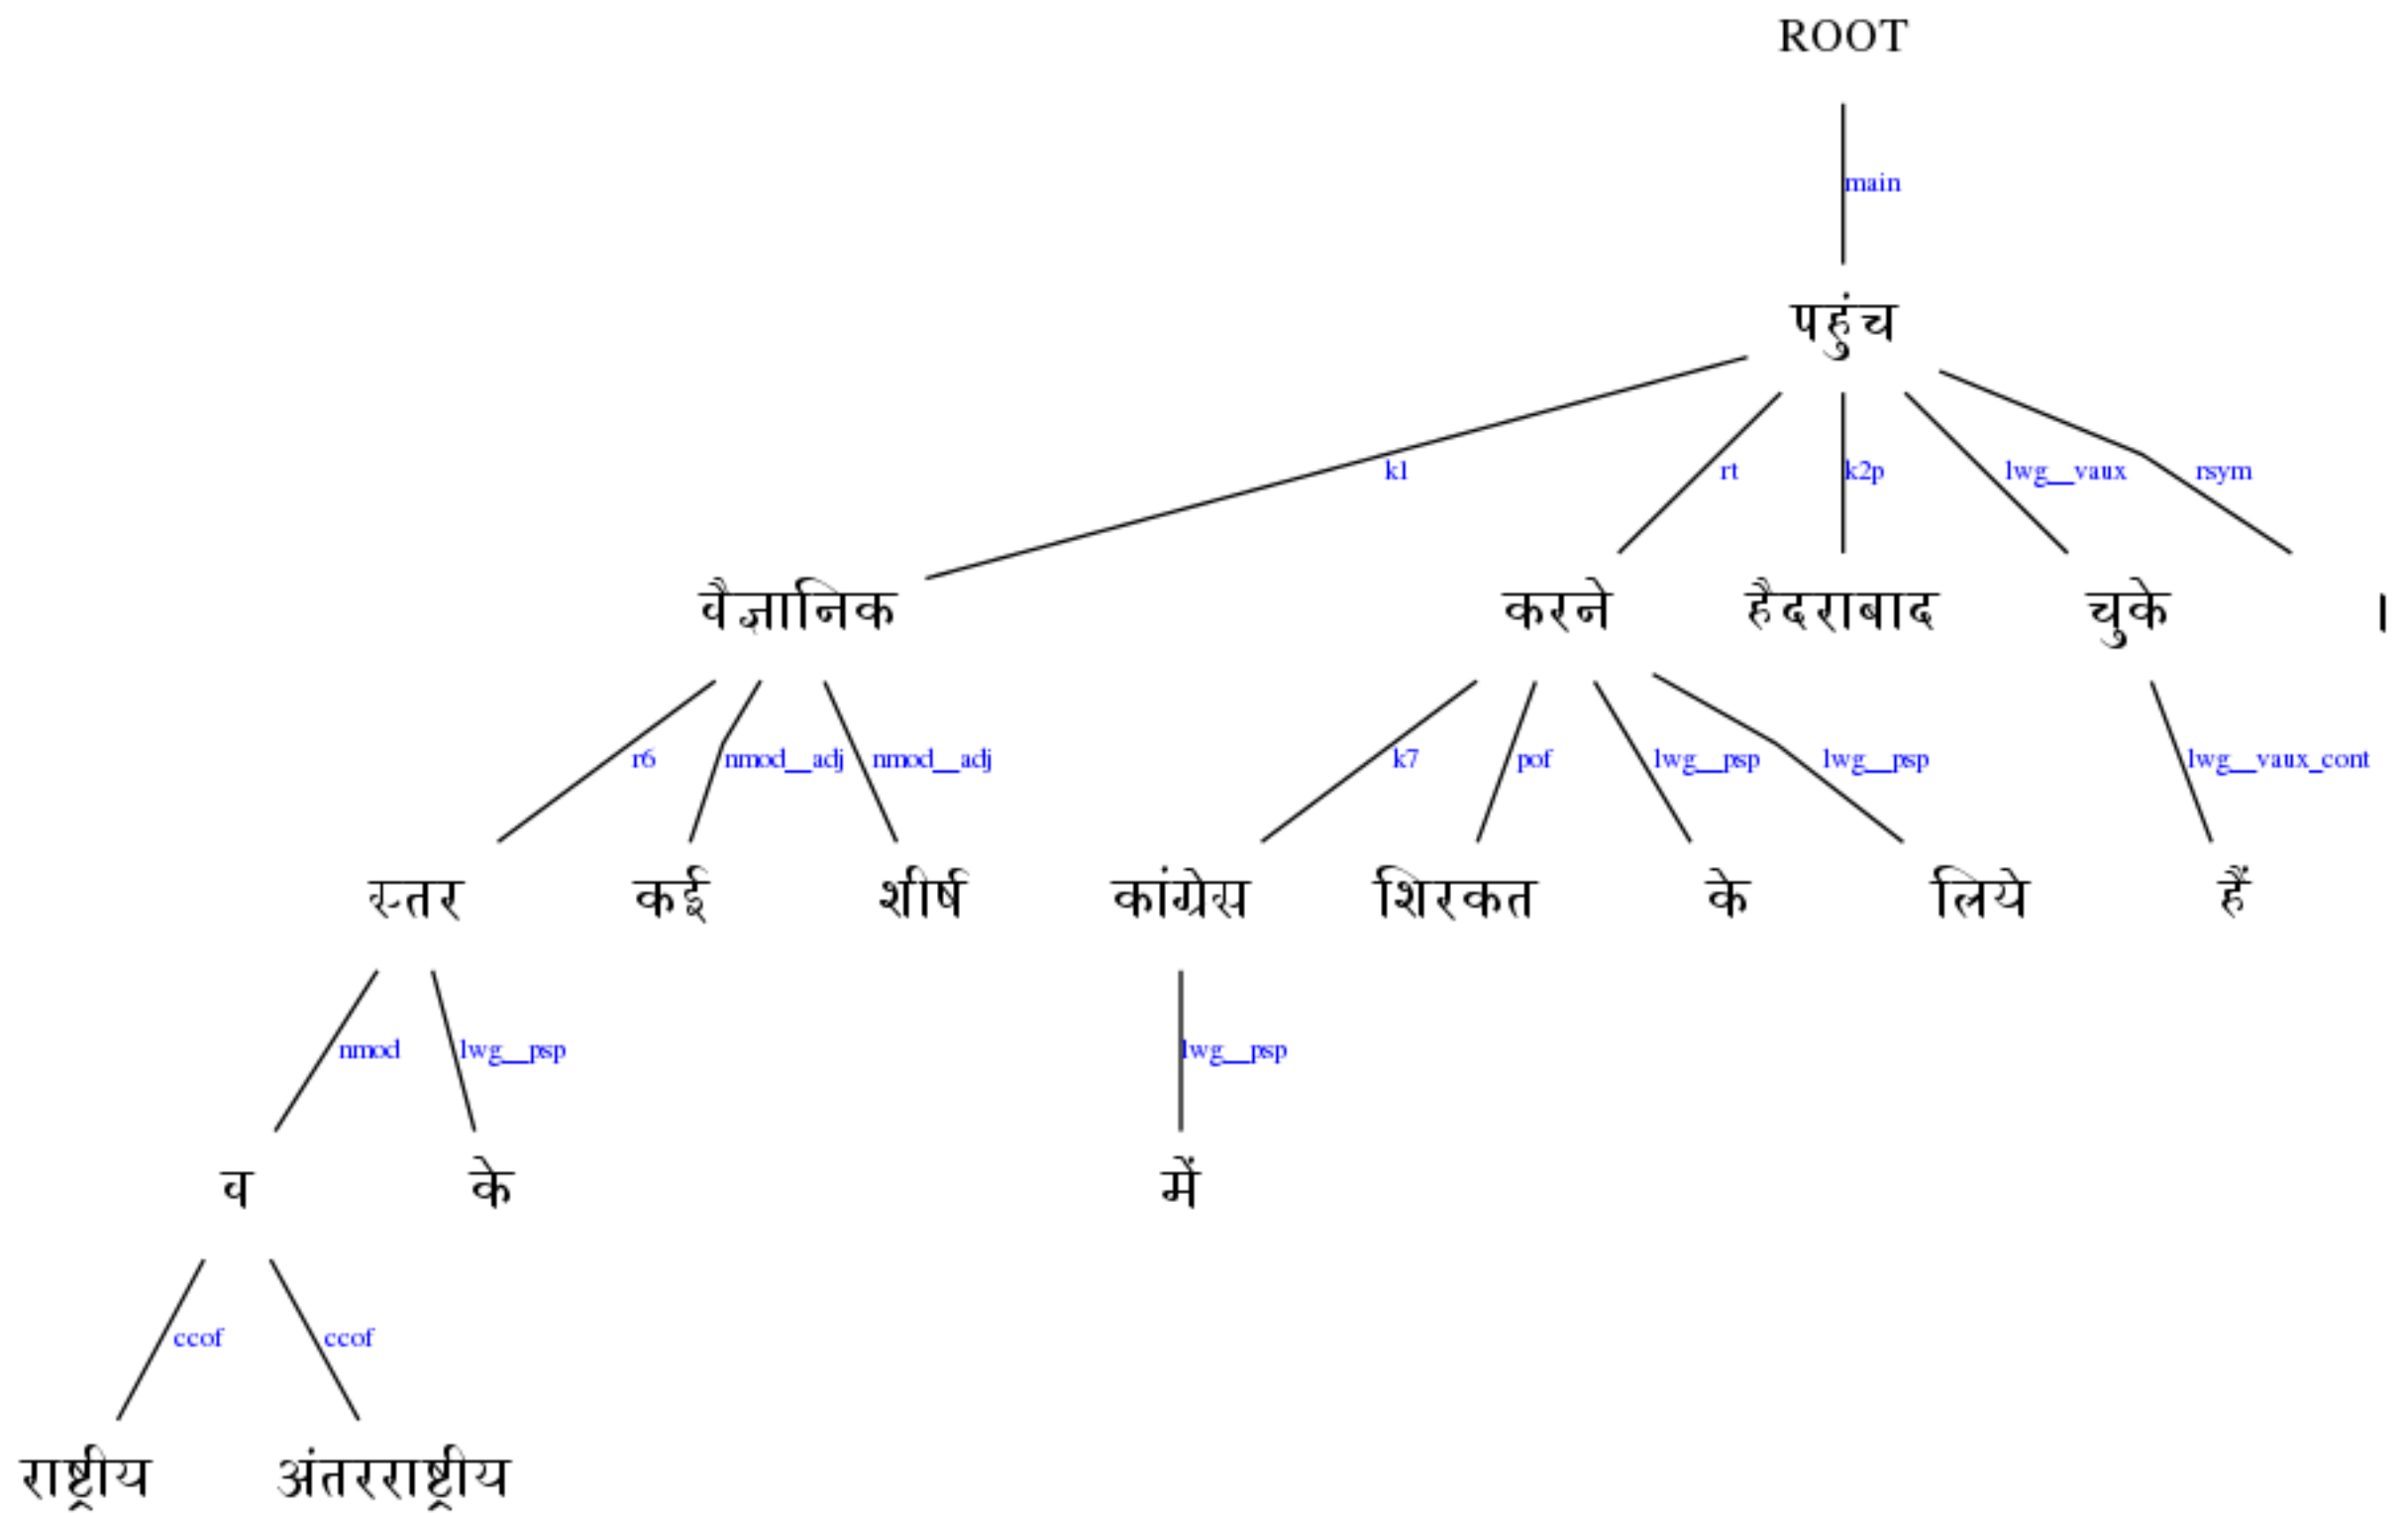 ROOT
main
पहुंच
k1 rt k2p lwg__vaux rsym
वैज्ञानिक करने हैदराबाद चुके ।
r6 nmod__adj nmod__adj k7 pof lwg__psp lwg__psp lwg__vaux_cont
स्तर कई शीर्ष कांग्रेस शिरकत के लिये हैं
nmod lwg__psp lwg__psp
व के में
ccof ccof
राष्ट्रीय अंतरराष्ट्रीय